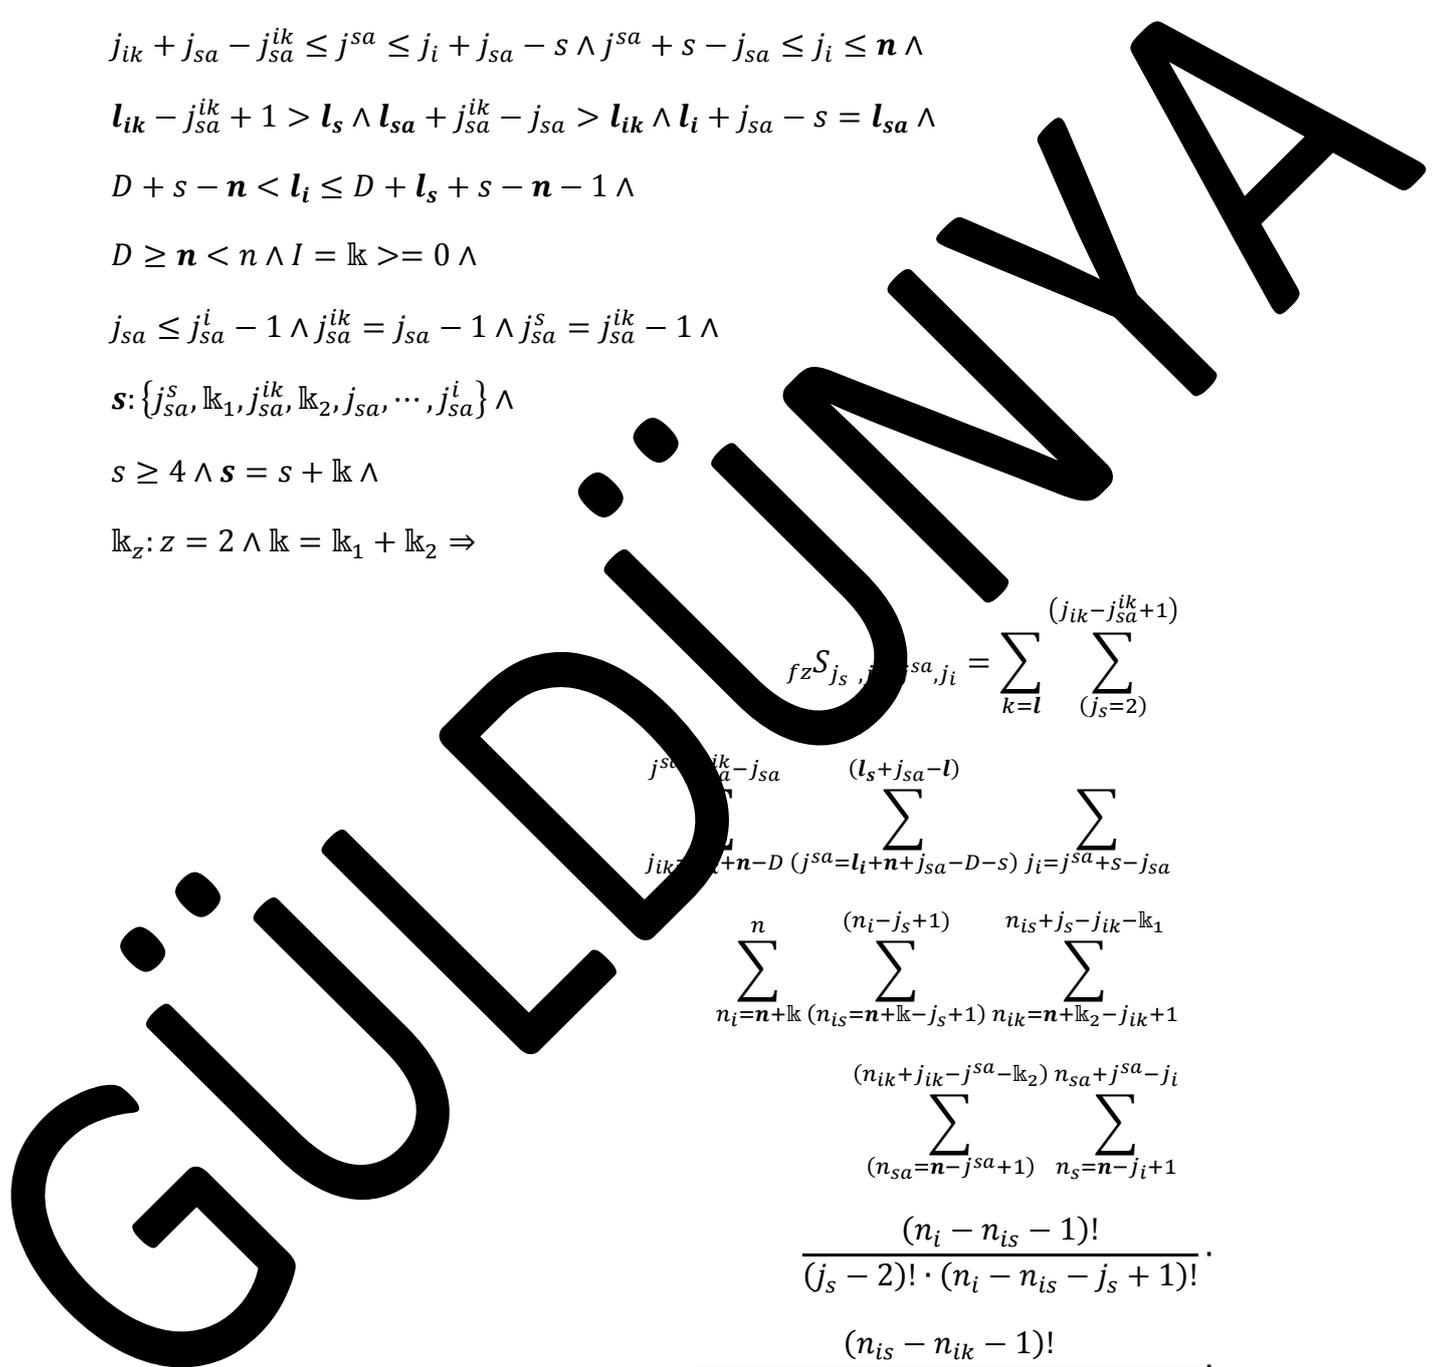 j_{ik} + j_{sa} − j_{sa}^{ik} ≤ j^{sa} ≤ j_i + j_{sa} − s ∧ j^{sa} + s − j_{sa} ≤ j_i ≤ n ∧
l_{ik} − j_{sa}^{ik} + 1 > l_s ∧ l_{sa} + j_{sa}^{ik} − j_{sa} > l_{ik} ∧ l_i + j_{sa} − s = l_{sa} ∧
D + s − n < l_i ≤ D + l_s + s − n − 1 ∧
D ≥ n < n ∧ I = 𝕜 >= 0 ∧
j_{sa} ≤ j_{sa}^{i} − 1 ∧ j_{sa}^{ik} = j_{sa} − 1 ∧ j_{sa}^{s} = j_{sa}^{ik} − 1 ∧
s: {j_{sa}^{s}, 𝕜_1, j_{sa}^{ik}, 𝕜_2, j_{sa}, ⋯ , j_{sa}^{i}} ∧
s ≥ 4 ∧ s = s + 𝕜 ∧
𝕜_z: z = 2 ∧ 𝕜 = 𝕜_1 + 𝕜_2 ⇒
(j_{ik}−j_{sa}^{ik}+1)
_{fz}S_{j_s , ,j_i} = ∑ ∑
k=l (j_s=2)
−j_{sa} (l_s+j_{sa}−l)
∑ ∑ ∑
+n−D (j^{sa}=l_i+n+j_{sa}−D−s) j_i=j^{sa}+s−j_{sa}
n (n_i−j_s+1) n_{is}+j_s−j_{ik}−𝕜_1
∑ ∑ ∑
n_i=n+𝕜 (n_{is}=n+𝕜−j_s+1) n_{ik}=n+𝕜_2−j_{ik}+1
(n_{ik}+j_{ik}−j^{sa}−𝕜_2) n_{sa}+j^{sa}−j_i
∑ ∑
(n_{sa}=n−j^{sa}+1) n_s=n−j_i+1
(n_i − n_{is} − 1)!
(j_s − 2)! · (n_i − n_{is} − j_s + 1)! ·
(n_{is} − n_{ik} − 1)!
GÜLDÜNYA